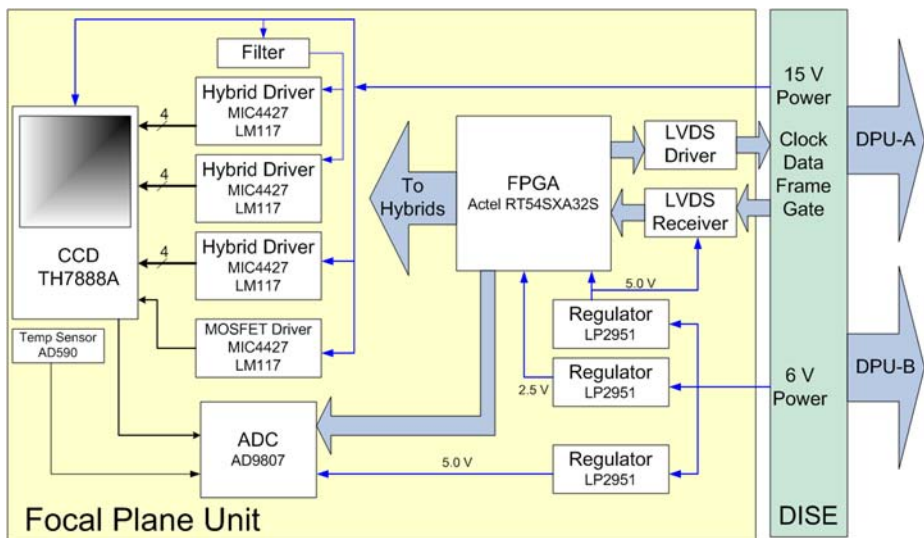 Filter
Hybrid Driver
MIC4427
LM117
4
Hybrid Driver
MIC4427
LM117
4
Hybrid Driver
MIC4427
LM117
4
MOSFET Driver
MIC4427
LM117
CCD
TH7888A
Temp Sensor
AD590
ADC
AD9807
To
Hybrids
FPGA
Actel RT54SXA32S
LVDS
Driver
LVDS
Receiver
5.0 V
Regulator
LP2951
2.5 V
Regulator
LP2951
5.0 V
Regulator
LP2951
15 V
Power
Clock
Data
Frame
Gate
6 V
Power
DPU-A
DPU-B
Focal Plane Unit
DISE